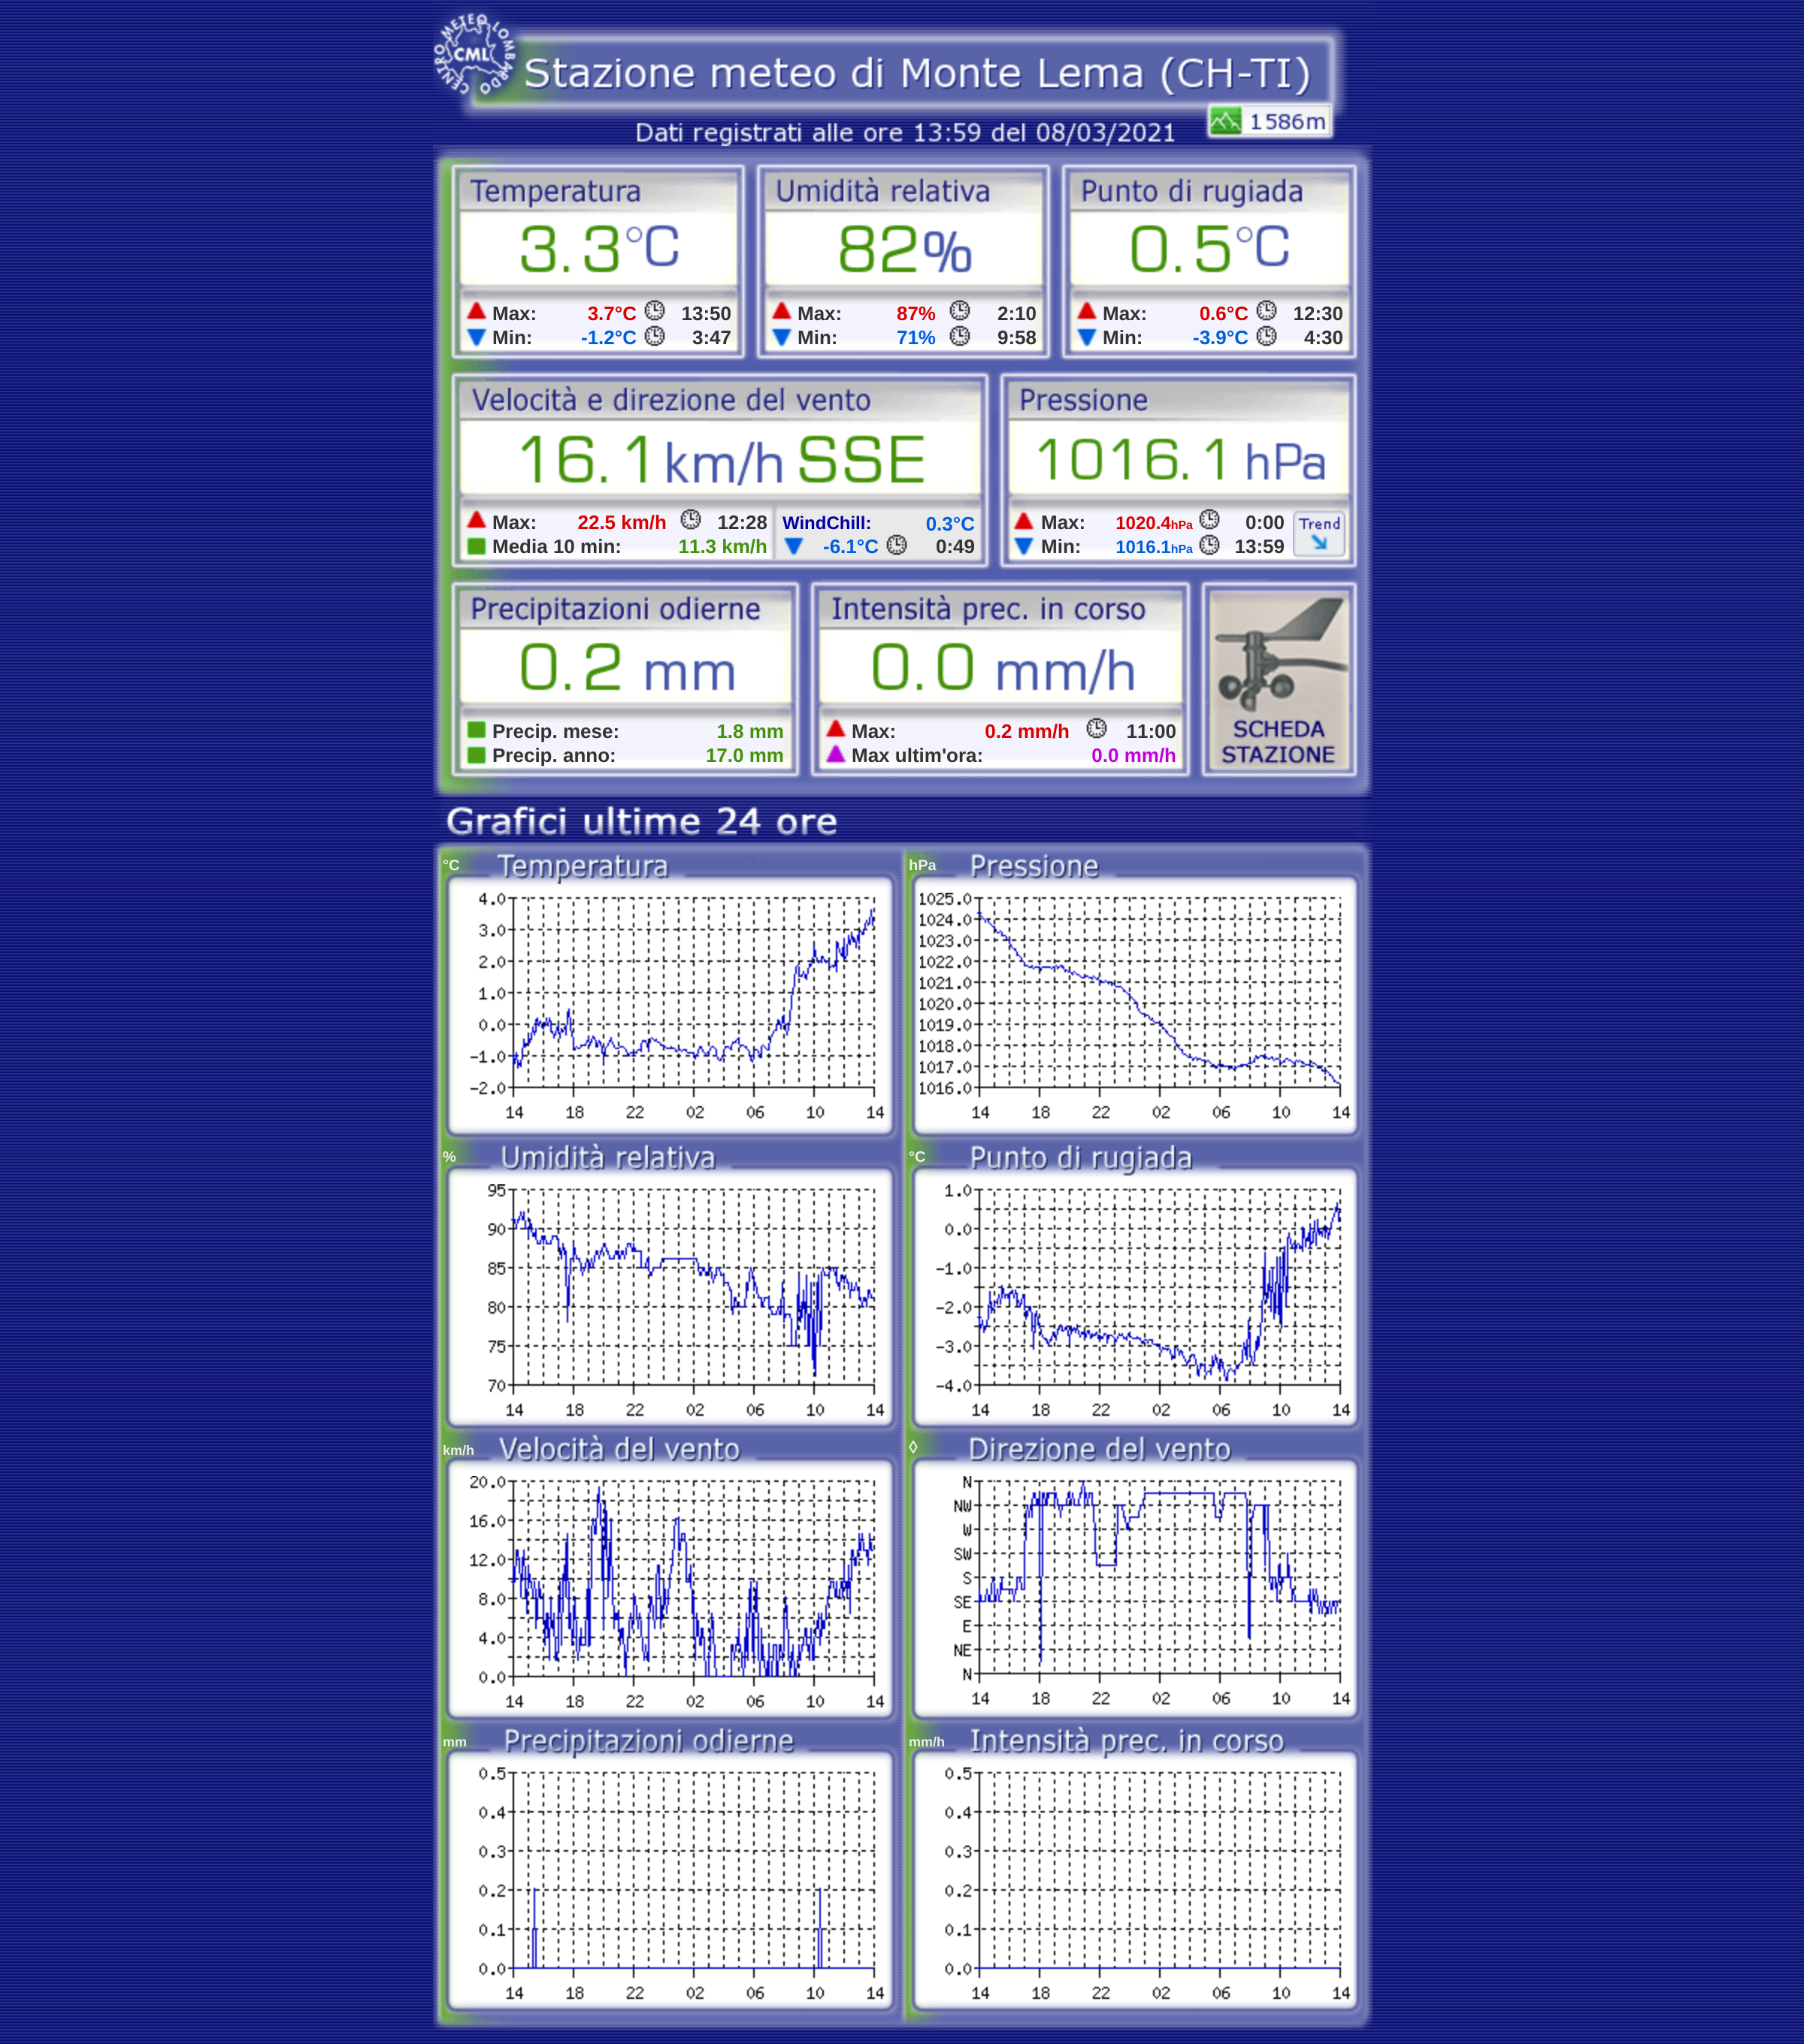 CENTRO METEO LOMBARDO
CML
Stazione meteo di Monte Lema (CH-TI)
1586m
Dati registrati alle ore 13:59 del 08/03/2021
Temperatura
3.3°C
Max: 3.7°C 13:50
Min: -1.2°C 3:47
Umidità relativa
82%
Max: 87% 2:10
Min: 71% 9:58
Punto di rugiada
0.5°C
Max: 0.6°C 12:30
Min: -3.9°C 4:30
Velocità e direzione del vento
16.1 km/h SSE
Max: 22.5 km/h 12:28
Media 10 min: 11.3 km/h
WindChill: 0.3°C
-6.1°C 0:49
Pressione
1016.1 hPa
Max: 1020.4hPa 0:00
Min: 1016.1hPa 13:59
Trend
Precipitazioni odierne
0.2 mm
Precip. mese: 1.8 mm
Precip. anno: 17.0 mm
Intensità prec. in corso
0.0 mm/h
Max: 0.2 mm/h 11:00
Max ultim'ora: 0.0 mm/h
SCHEDA
STAZIONE
Grafici ultime 24 ore
°C Temperatura
4.0
3.0
2.0
1.0
0.0
-1.0
-2.0
14 18 22 02 06 10 14
hPa Pressione
1025.0
1024.0
1023.0
1022.0
1021.0
1020.0
1019.0
1018.0
1017.0
1016.0
14 18 22 02 06 10 14
% Umidità relativa
95
90
85
80
75
70
14 18 22 02 06 10 14
°C Punto di rugiada
1.0
0.0
-1.0
-2.0
-3.0
-4.0
14 18 22 02 06 10 14
km/h Velocità del vento
20.0
16.0
12.0
8.0
4.0
0.0
14 18 22 02 06 10 14
◊ Direzione del vento
N
NW
W
SW
S
SE
E
NE
N
14 18 22 02 06 10 14
mm Precipitazioni odierne
0.5
0.4
0.3
0.2
0.1
0.0
14 18 22 02 06 10 14
mm/h Intensità prec. in corso
0.5
0.4
0.3
0.2
0.1
0.0
14 18 22 02 06 10 14